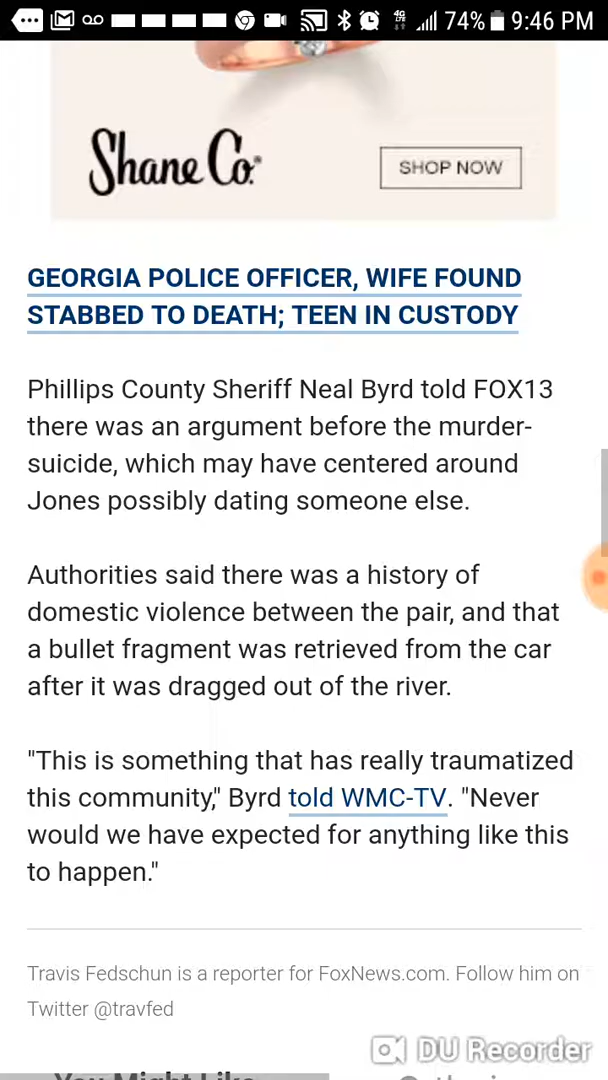 74% 9:46 PM
Shane Co.
SHOP NOW
GEORGIA POLICE OFFICER, WIFE FOUND
STABBED TO DEATH; TEEN IN CUSTODY
Phillips County Sheriff Neal Byrd told FOX13
there was an argument before the murder-
suicide, which may have centered around
Jones possibly dating someone else.
Authorities said there was a history of
domestic violence between the pair, and that
a bullet fragment was retrieved from the car
after it was dragged out of the river.
"This is something that has really traumatized
this community," Byrd told WMC-TV. "Never
would we have expected for anything like this
to happen."
Travis Fedschun is a reporter for FoxNews.com. Follow him on
Twitter @travfed
DU Recorder
You Might Like